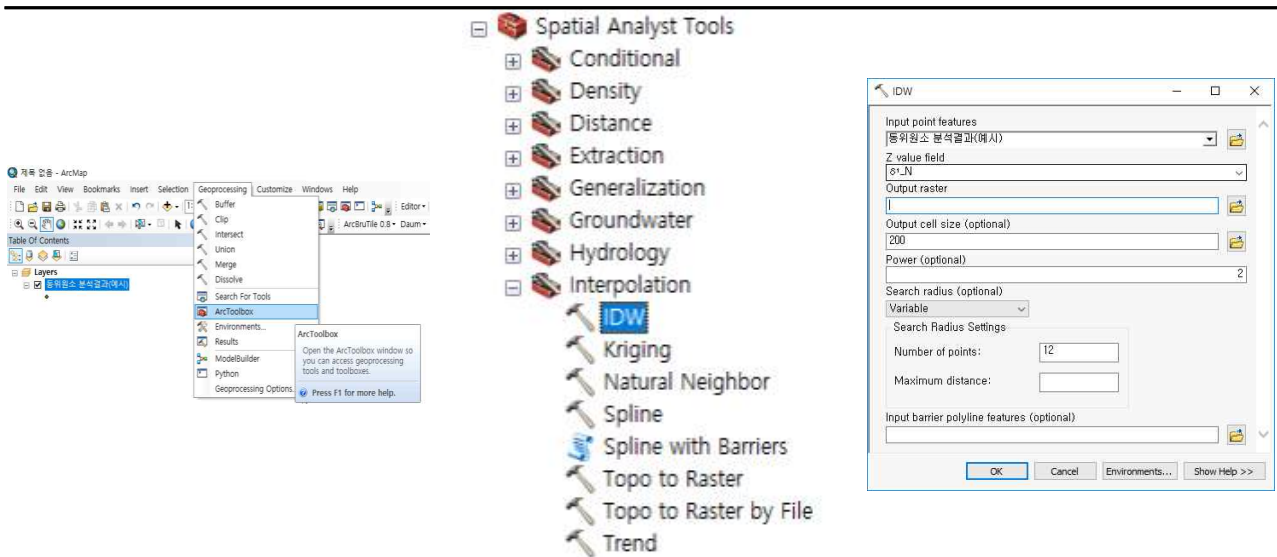 제목 없음 - ArcMap
File Edit View Bookmarks Insert Selection Geoprocessing Customize Windows Help
Editor
ArcBruTile 0.8 Daum
Table Of Contents
Layers
동위원소 분석결과(예시)
Buffer
Clip
Intersect
Union
Merge
Dissolve
Search For Tools
ArcToolbox
Environments...
Results
ModelBuilder
Python
Geoprocessing Options.
ArcToolbox
Open the ArcToolbox window so
you can access geoprocessing
tools and toolboxes.
Press F1 for more help.
Spatial Analyst Tools
Conditional
Density
Distance
Extraction
Generalization
Groundwater
Hydrology
Interpolation
IDW
Kriging
Natural Neighbor
Spline
Spline with Barriers
Topo to Raster
Topo to Raster by File
Trend
IDW
Input point features
동위원소 분석결과(예시)
Z value field
Output raster
Output cell size (optional)
200
Power (optional)
2
Search radius (optional)
Variable
Search Radius Settings
Number of points:
12
Maximum distance:
Input barrier polyline features (optional)
OK Cancel Environments... Show Help >>